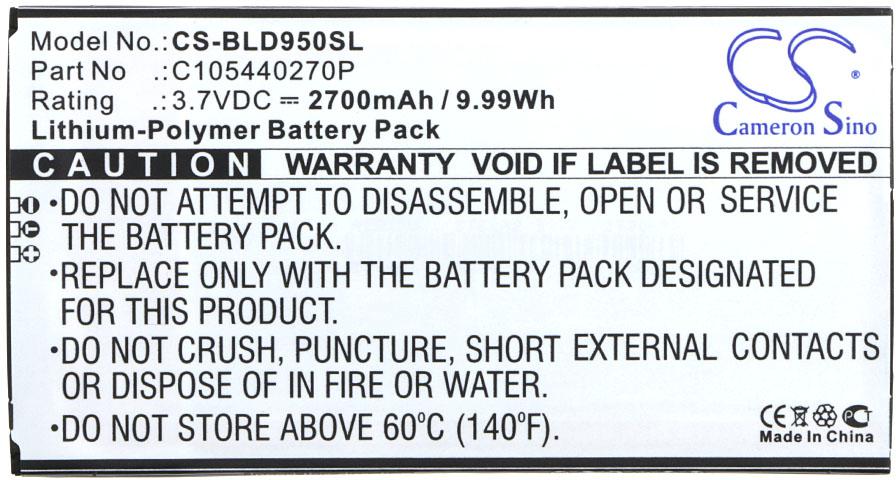 Model No.:CS-BLD950SL
Part No .:C105440270P
Rating .:3.7VDC ⎓ 2700mAh / 9.99Wh
Lithium-Polymer Battery Pack
CS ®
Cameron Sino
CAUTION WARRANTY VOID IF LABEL IS REMOVED
•DO NOT ATTEMPT TO DISASSEMBLE, OPEN OR SERVICE
THE BATTERY PACK.
•REPLACE ONLY WITH THE BATTERY PACK DESIGNATED
FOR THIS PRODUCT.
•DO NOT CRUSH, PUNCTURE, SHORT EXTERNAL CONTACTS
OR DISPOSE OF IN FIRE OR WATER.
•DO NOT STORE ABOVE 60°C (140°F).
CE PCT
Made In China